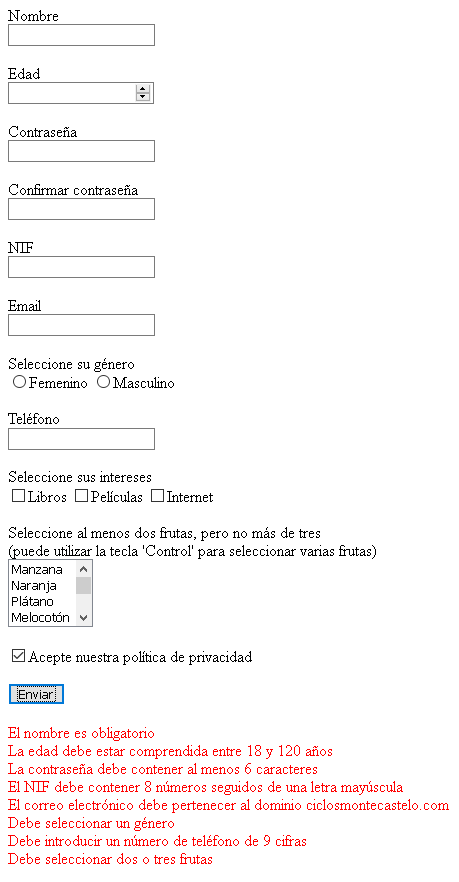 Nombre
Edad
Contraseña
Confirmar contraseña
NIF
Email
Seleccione su género
Femenino Masculino
Teléfono
Seleccione sus intereses
Libros Películas Internet
Seleccione al menos dos frutas, pero no más de tres
(puede utilizar la tecla 'Control' para seleccionar varias frutas)
Manzana
Naranja
Plátano
Melocotón
Acepte nuestra política de privacidad
Enviar
El nombre es obligatorio
La edad debe estar comprendida entre 18 y 120 años
La contraseña debe contener al menos 6 caracteres
El NIF debe contener 8 números seguidos de una letra mayúscula
El correo electrónico debe pertenecer al dominio ciclosmontecastelo.com
Debe seleccionar un género
Debe introducir un número de teléfono de 9 cifras
Debe seleccionar dos o tres frutas